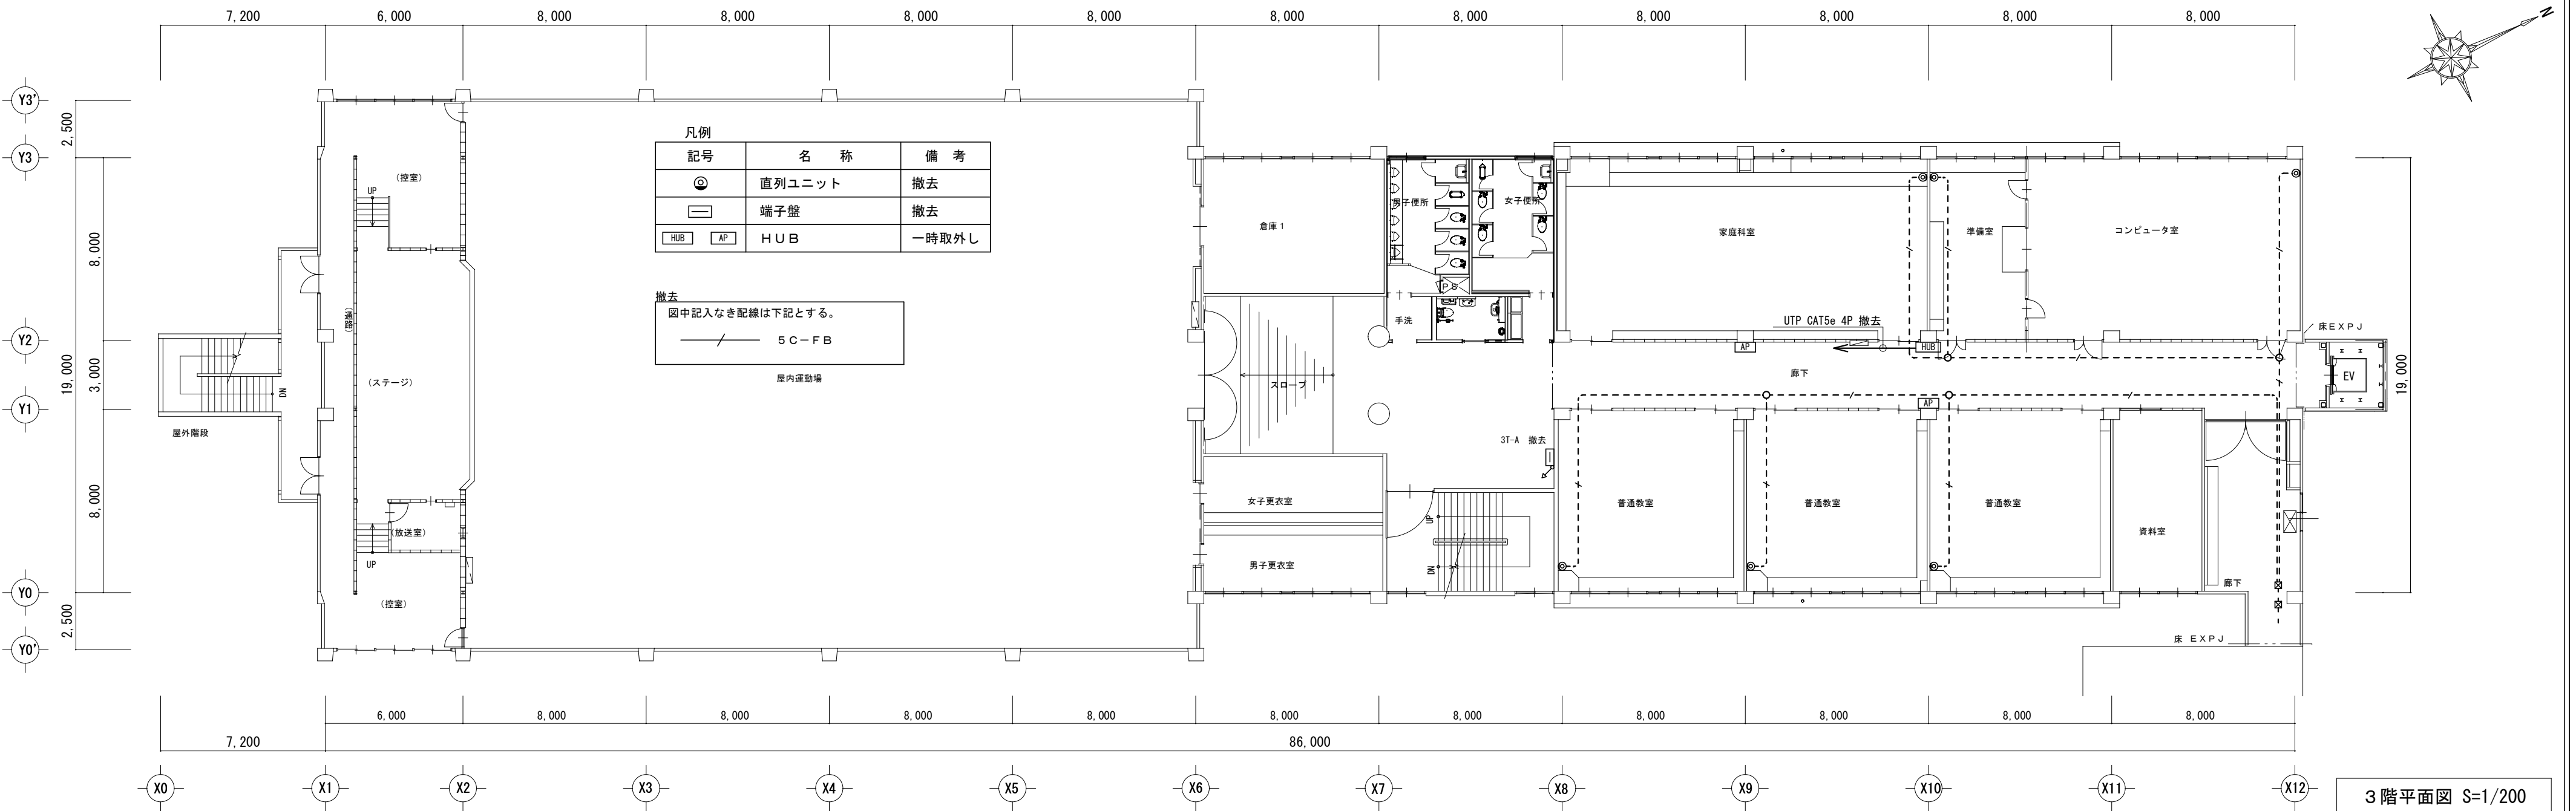 7,200 6,000 8,000 8,000 8,000 8,000 8,000 8,000 8,000 8,000 8,000 8,000
N
Y3'
2,500
Y3
8,000
Y2
19,000
3,000
Y1
8,000
Y0
2,500
Y0'
凡例
記号 名 称 備 考
直列ユニット 撤去
端子盤 撤去
HUB AP HUB 一時取外し
撤去
図中記入なき配線は下記とする。
5C-FB
屋内運動場
(控室)
UP
(通路)
(ステージ)
DN
屋外階段
(放送室)
UP
(控室)
倉庫1
男子便所
女子便所
PS
手洗
スロープ
女子更衣室
男子更衣室
UP
DN
3T-A 撤去
家庭科室
準備室
コンピュータ室
UTP CAT5e 4P 撤去
AP
HUB
床EXPJ
EV
19,000
廊下
AP
普通教室
普通教室
普通教室
資料室
廊下
床 EXPJ
6,000 8,000 8,000 8,000 8,000 8,000 8,000 8,000 8,000 8,000 8,000
7,200 86,000
X0 X1 X2 X3 X4 X5 X6 X7 X8 X9 X10 X11 X12
3階平面図 S=1/200